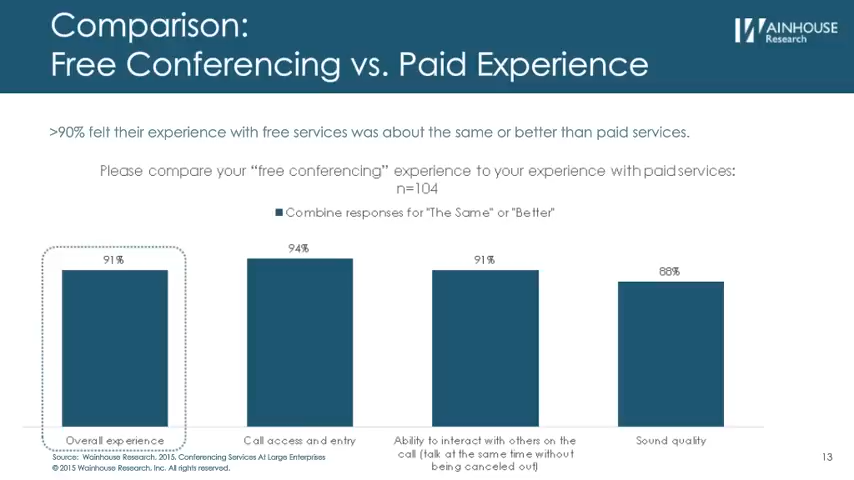 Comparison:
Free Conferencing vs. Paid Experience
WAINHOUSE
Research
>90% felt their experience with free services was about the same or better than paid services.
Please compare your “free conferencing” experience to your experience with paid services:
n=104
Combine responses for "The Same" or "Better"
91%
94%
91%
88%
Overall experience
Call access and entry
Ability to interact with others on the
call (talk at the same time without
being canceled out)
Sound quality
Source: Wainhouse Research, 2015, Conferencing Services At Large Enterprises
© 2015 Wainhouse Research, Inc. All rights reserved.
13